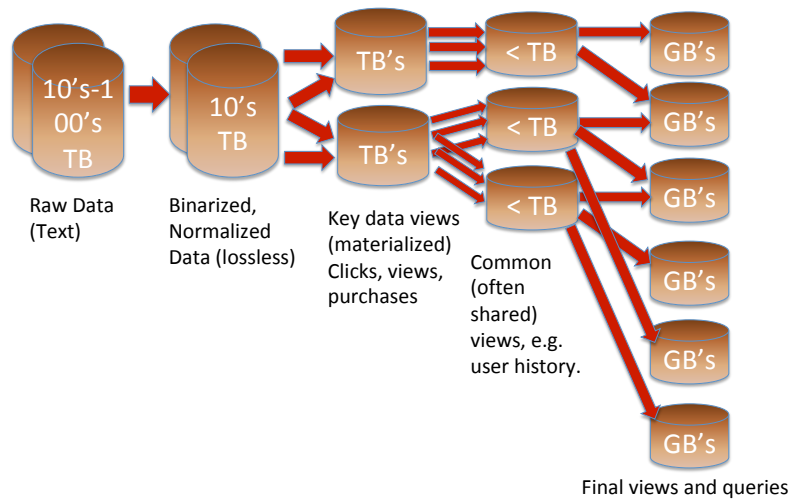 10's-1
00's
TB
Raw Data
(Text)
10's
TB
Binarized,
Normalized
Data (lossless)
TB's
TB's
Key data views
(materialized)
Clicks, views,
purchases
< TB
< TB
< TB
Common
(often
shared)
views, e.g.
user history.
GB's
GB's
GB's
GB's
GB's
GB's
Final views and queries